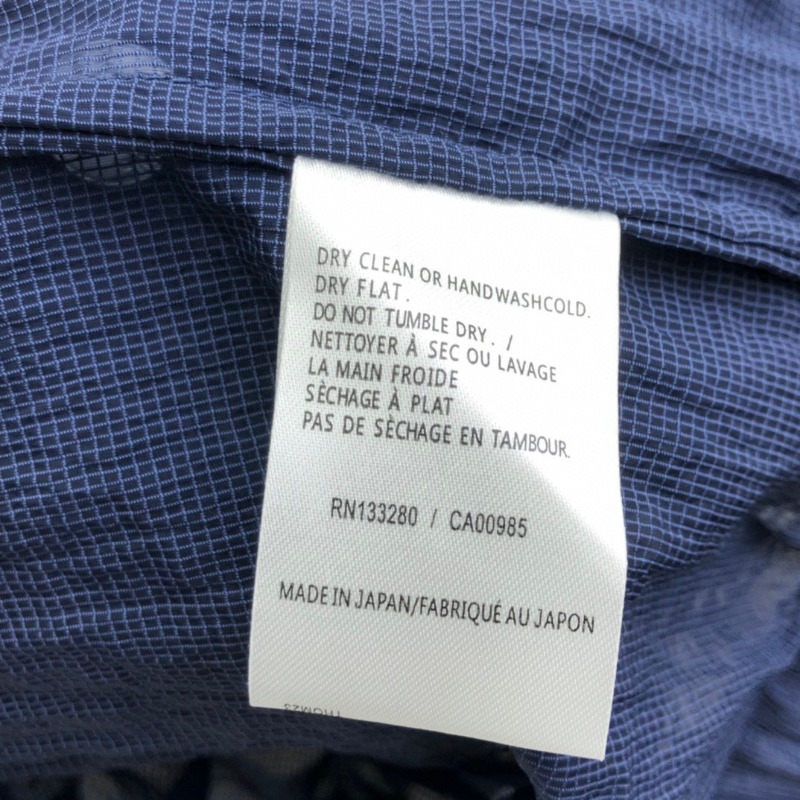 DRY CLEAN OR HANDWASHCOLD.
DRY FLAT.
DO NOT TUMBLE DRY. /
NETTOYER À SEC OU LAVAGE
LA MAIN FROIDE
SÈCHAGE À PLAT
PAS DE SÈCHAGE EN TAMBOUR.
RN133280 / CA00985
MADE IN JAPAN/FABRIQUÉ AU JAPON